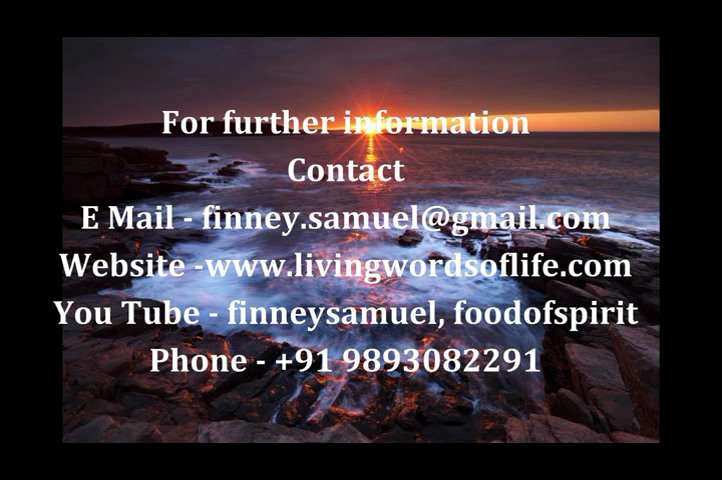 For further information
Contact
E Mail - finney.samuel@gmail.com
Website -www.livingwordsoflife.com
You Tube - finneysamuel, foodofspirit
Phone - +91 9893082291